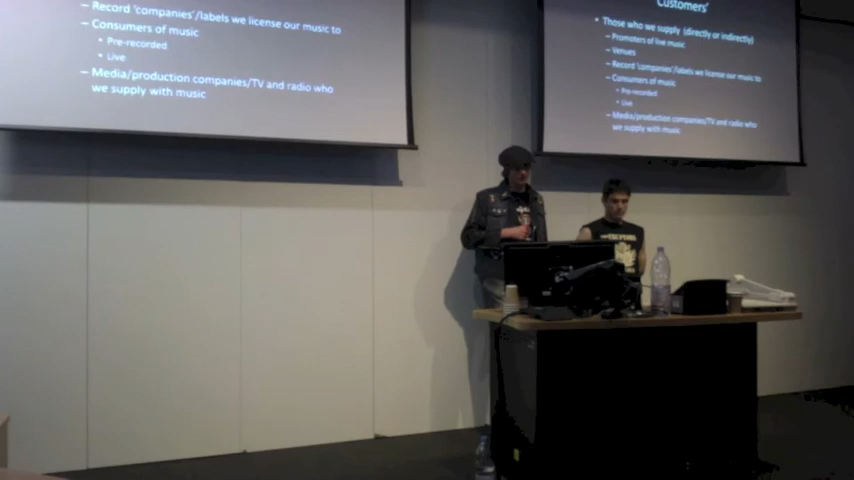 – Record 'companies'/labels we license our music to
– Consumers of music
• Pre-recorded
• Live
– Media/production companies/TV and radio who
we supply with music
Customers'
• Those who we supply (directly or indirectly)
– Promoters of live music
– Venues
– Record 'companies'/labels we license our music to
– Consumers of music
• Pre-recorded
• Live
– Media/production companies/TV and radio who
we supply with music